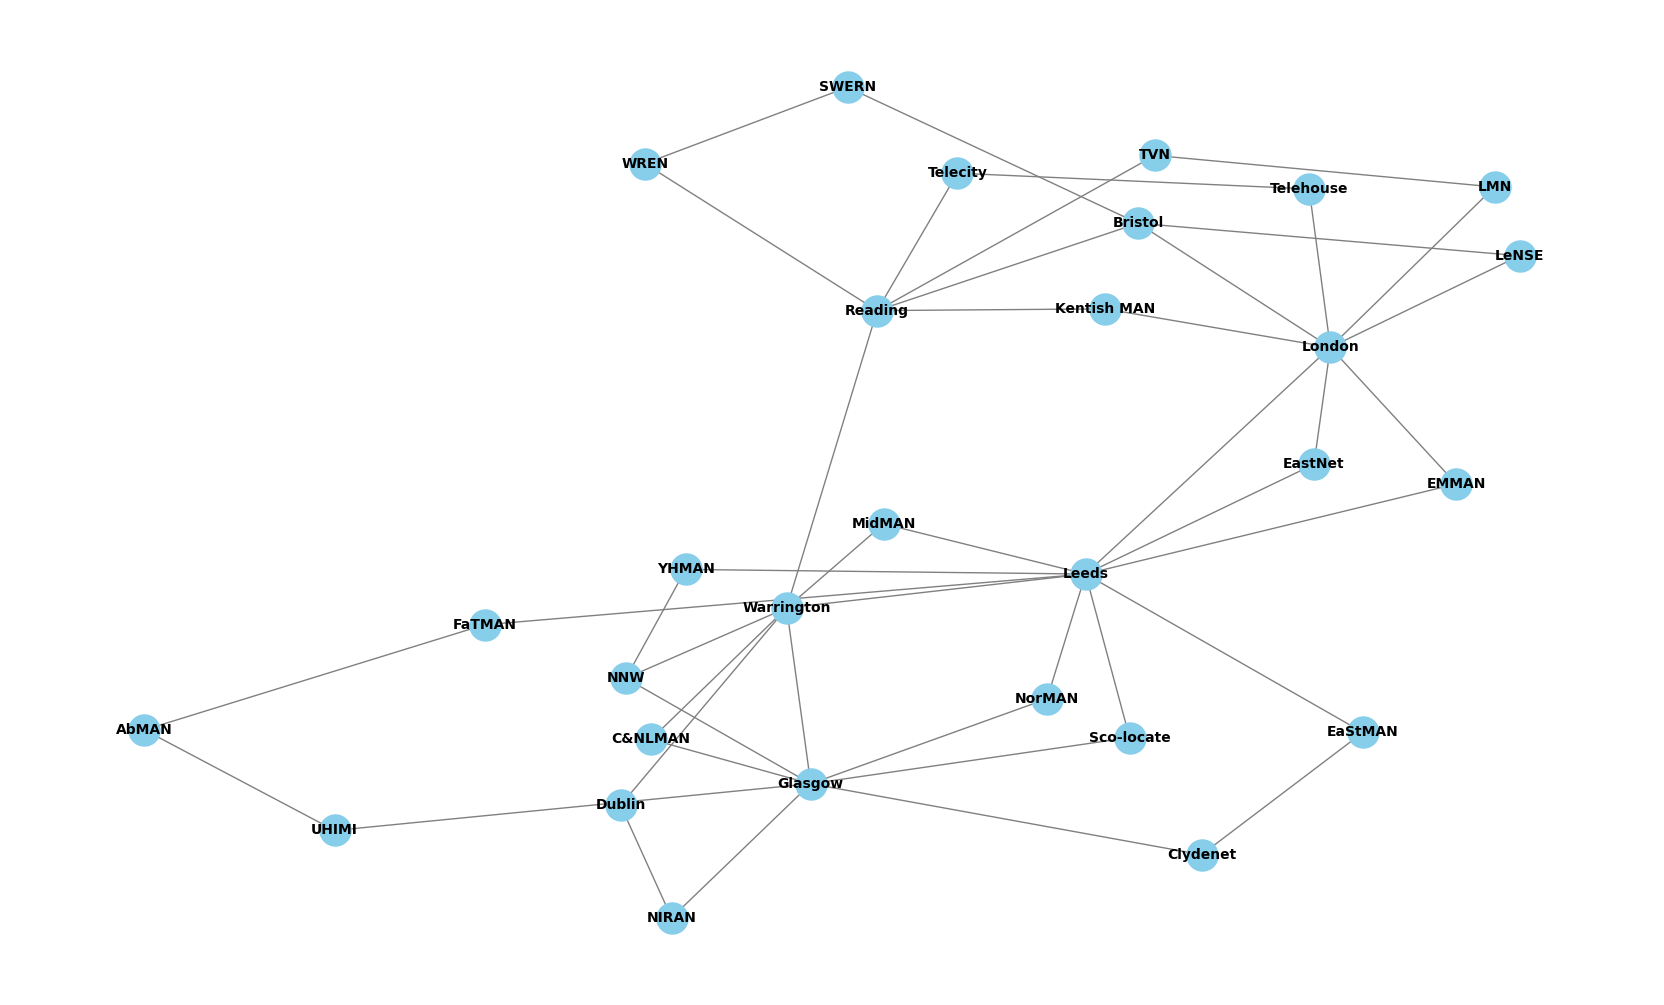 SWERN
TVN
WREN
Telecity
Telehouse
LMN
Bristol
LeNSE
Reading
Kentish MAN
London
EastNet
EMMAN
MidMAN
YHMAN
Leeds
Warrington
FaTMAN
NNW
NorMAN
AbMAN
C&NLMAN
Sco-locate
EaStMAN
Glasgow
Dublin
UHIMI
Clydenet
NIRAN